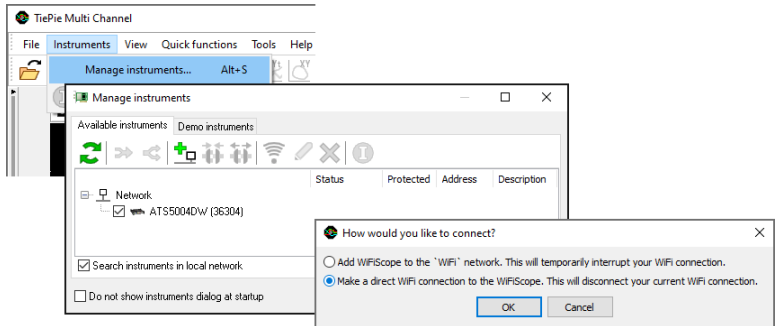 TiePie Multi Channel
File Instruments View Quick functions Tools Help
Manage instruments... Alt+S
Manage instruments
Available instruments Demo instruments
Status Protected Address Description
Network
ATS5004DW (36304)
Search instruments in local network
Do not show instruments dialog at startup
How would you like to connect?
Add WiFiScope to the `WiFi` network. This will temporarily interrupt your WiFi connection.
Make a direct WiFi connection to the WiFiScope. This will disconnect your current WiFi connection.
OK Cancel